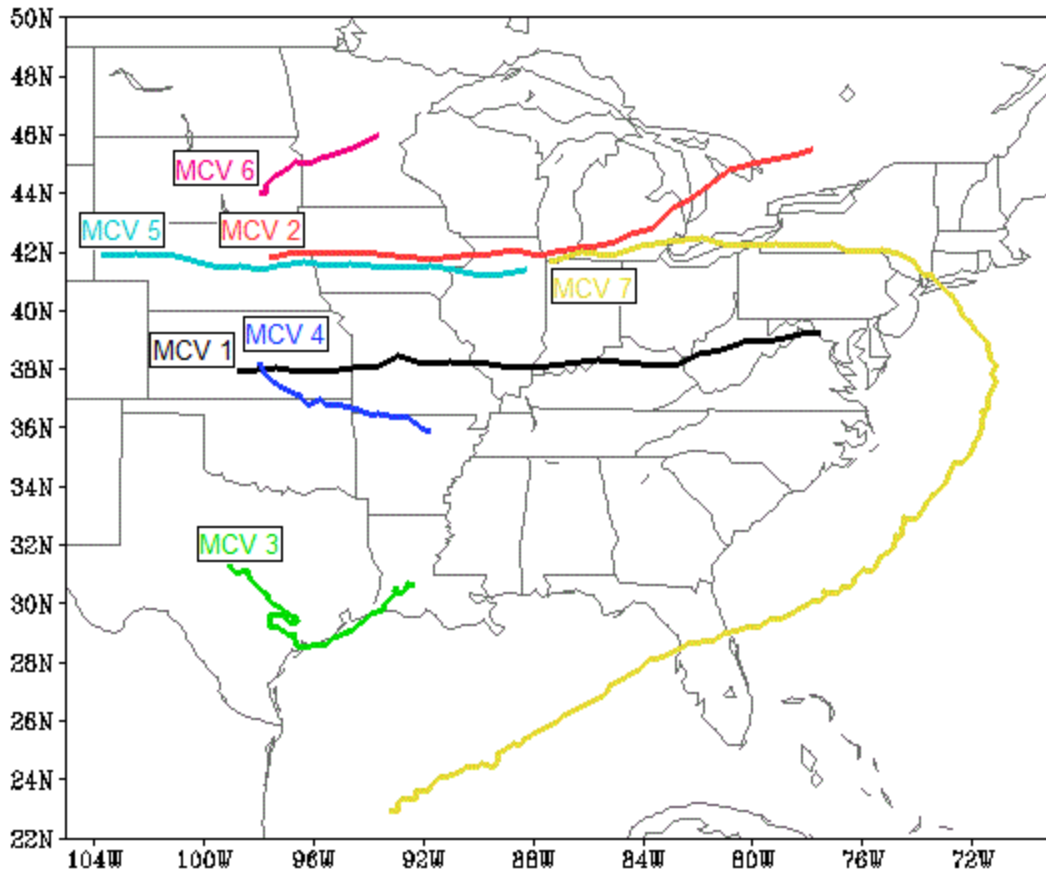 50N
48N
46N
MCV 6
44N
MCV 5
MCV 2
42N
MCV 7
40N
MCV 4
MCV 1
38N
36N
34N
MCV 3
32N
30N
28N
26N
24N
22N
104W 100W 96W 92W 88W 84W 80W 76W 72W